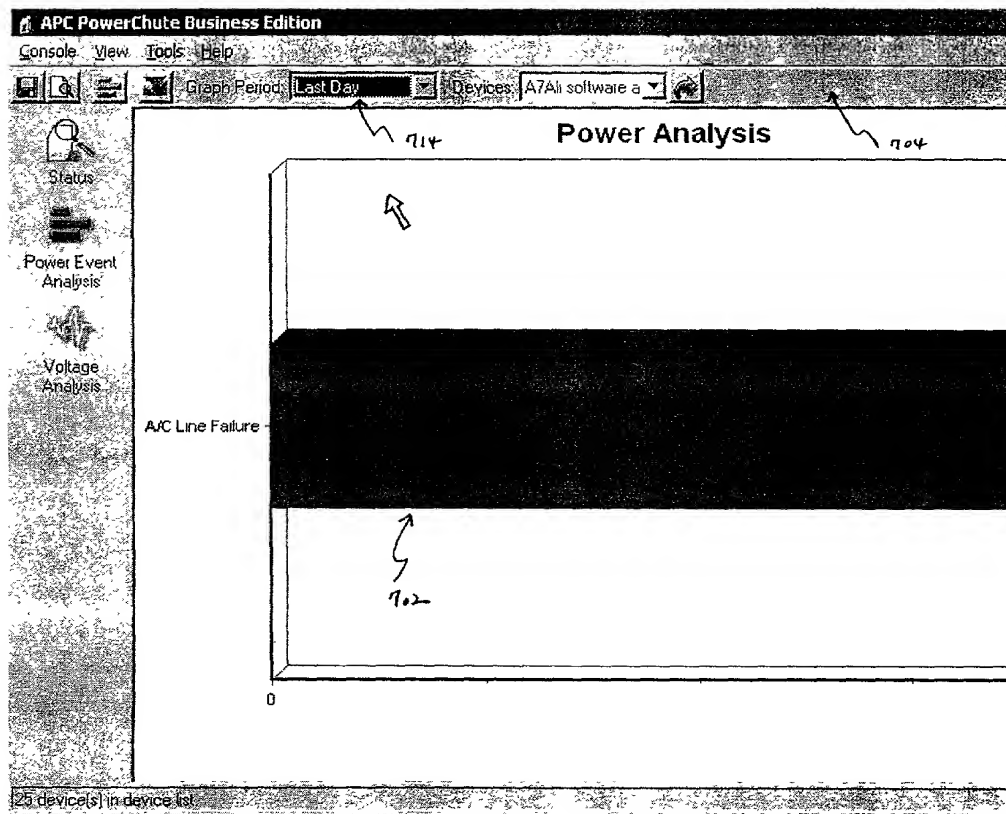 APC PowerChute Business Edition
Console View Tools Help
Graph Period: Last Day Devices: A7Ali software a
714
Power Analysis
704
Status
Power Event
Analysis
Voltage
Analysis
A/C Line Failure
702
0
25 device[s] in device list